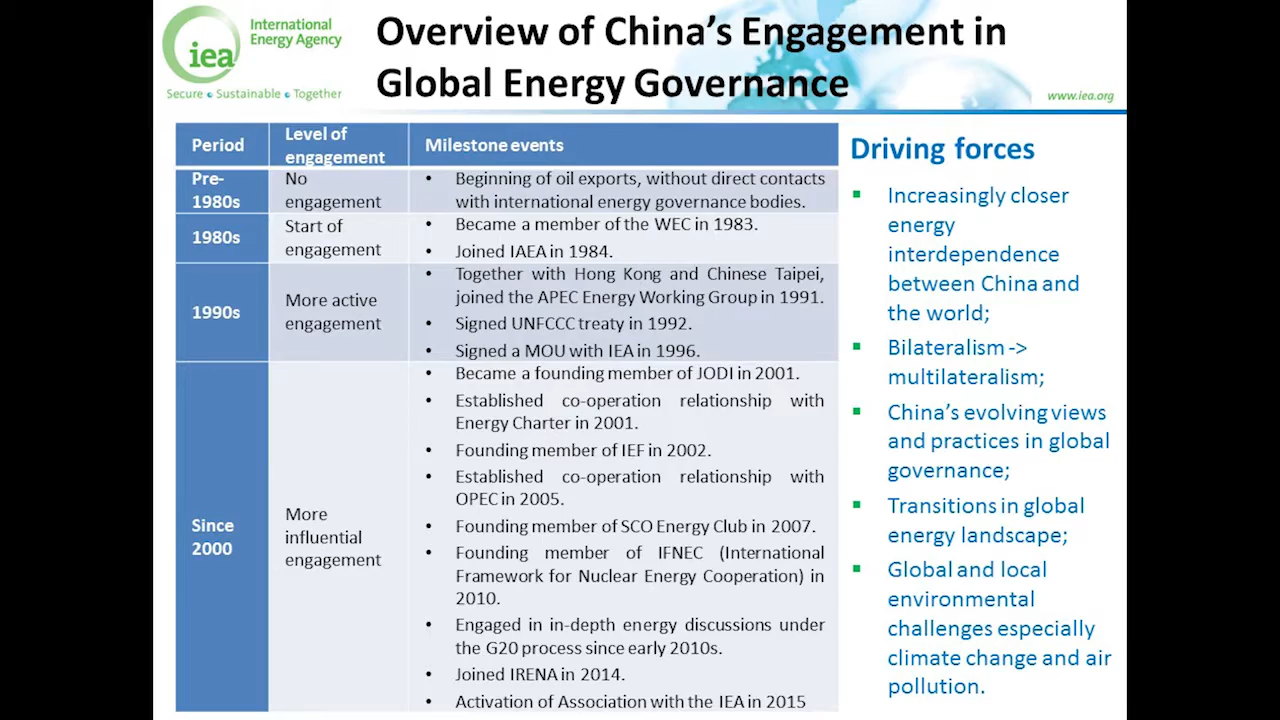 International
Energy Agency
iea
Secure • Sustainable • Together
Overview of China’s Engagement in
Global Energy Governance
www.iea.org
Period
Level of
engagement
Milestone events
Pre-
1980s
No
engagement
• Beginning of oil exports, without direct contacts
with international energy governance bodies.
1980s
Start of
engagement
• Became a member of the WEC in 1983.
• Joined IAEA in 1984.
1990s
More active
engagement
• Together with Hong Kong and Chinese Taipei,
joined the APEC Energy Working Group in 1991.
• Signed UNFCCC treaty in 1992.
• Signed a MOU with IEA in 1996.
Since
2000
More
influential
engagement
• Became a founding member of JODI in 2001.
• Established co-operation relationship with
Energy Charter in 2001.
• Founding member of IEF in 2002.
• Established co-operation relationship with
OPEC in 2005.
• Founding member of SCO Energy Club in 2007.
• Founding member of IFNEC (International
Framework for Nuclear Energy Cooperation) in
2010.
• Engaged in in-depth energy discussions under
the G20 process since early 2010s.
• Joined IRENA in 2014.
• Activation of Association with the IEA in 2015
Driving forces
▪ Increasingly closer
energy
interdependence
between China and
the world;
▪ Bilateralism ->
multilateralism;
▪ China’s evolving views
and practices in global
governance;
▪ Transitions in global
energy landscape;
▪ Global and local
environmental
challenges especially
climate change and air
pollution.